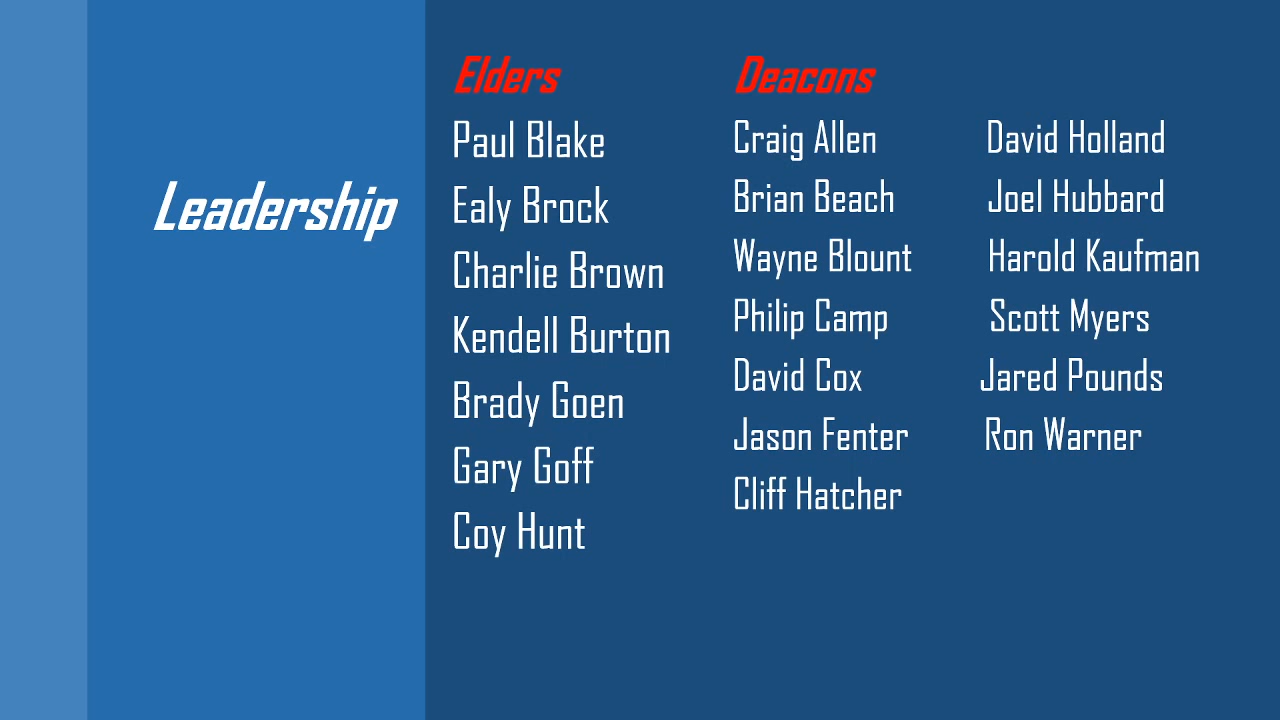 Leadership
Elders
Paul Blake
Ealy Brock
Charlie Brown
Kendell Burton
Brady Goen
Gary Goff
Coy Hunt
Deacons
Craig Allen
Brian Beach
Wayne Blount
Philip Camp
David Cox
Jason Fenter
Cliff Hatcher
David Holland
Joel Hubbard
Harold Kaufman
Scott Myers
Jared Pounds
Ron Warner